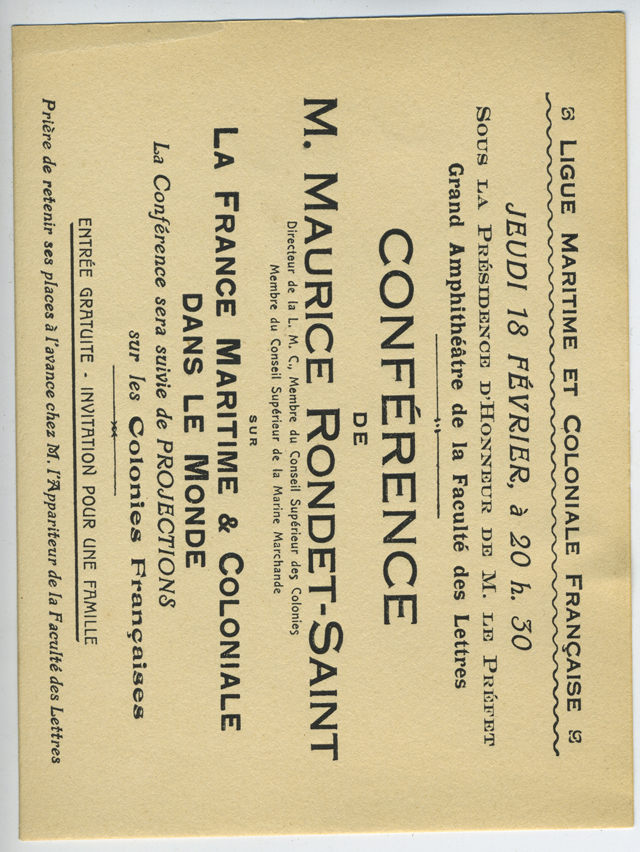 LIGUE MARITIME ET COLONIALE FRANÇAISE
JEUDI 18 FÉVRIER, à 20 h. 30
SOUS LA PRÉSIDENCE D'HONNEUR DE M. LE PRÉFET
Grand Amphithéâtre de la Faculté des Lettres
CONFÉRENCE
DE
M. MAURICE RONDET-SAINT
Directeur de la L. M. C., Membre du Conseil Supérieur des Colonies
Membre du Conseil Supérieur de la Marine Marchande
SUR
LA FRANCE MARITIME & COLONIALE
DANS LE MONDE
La Conférence sera suivie de PROJECTIONS
sur les Colonies Françaises
ENTRÉE GRATUITE - INVITATION POUR UNE FAMILLE
Prière de retenir ses places à l'avance chez M. l'Appariteur de la Faculté des Lettres